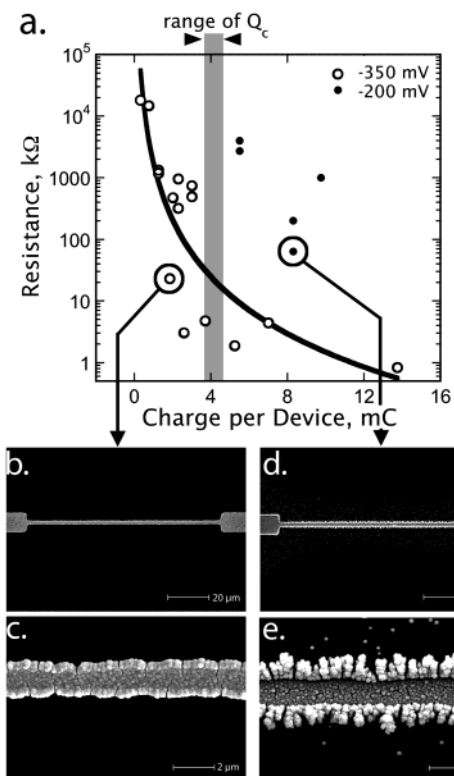 a.
range of Qc
-350 mV
-200 mV
Resistance, kΩ
10⁵
10⁴
1000
100
10
1
0
4
8
12
16
Charge per Device, mC
b.
20 µm
d.
c.
2 µm
e.